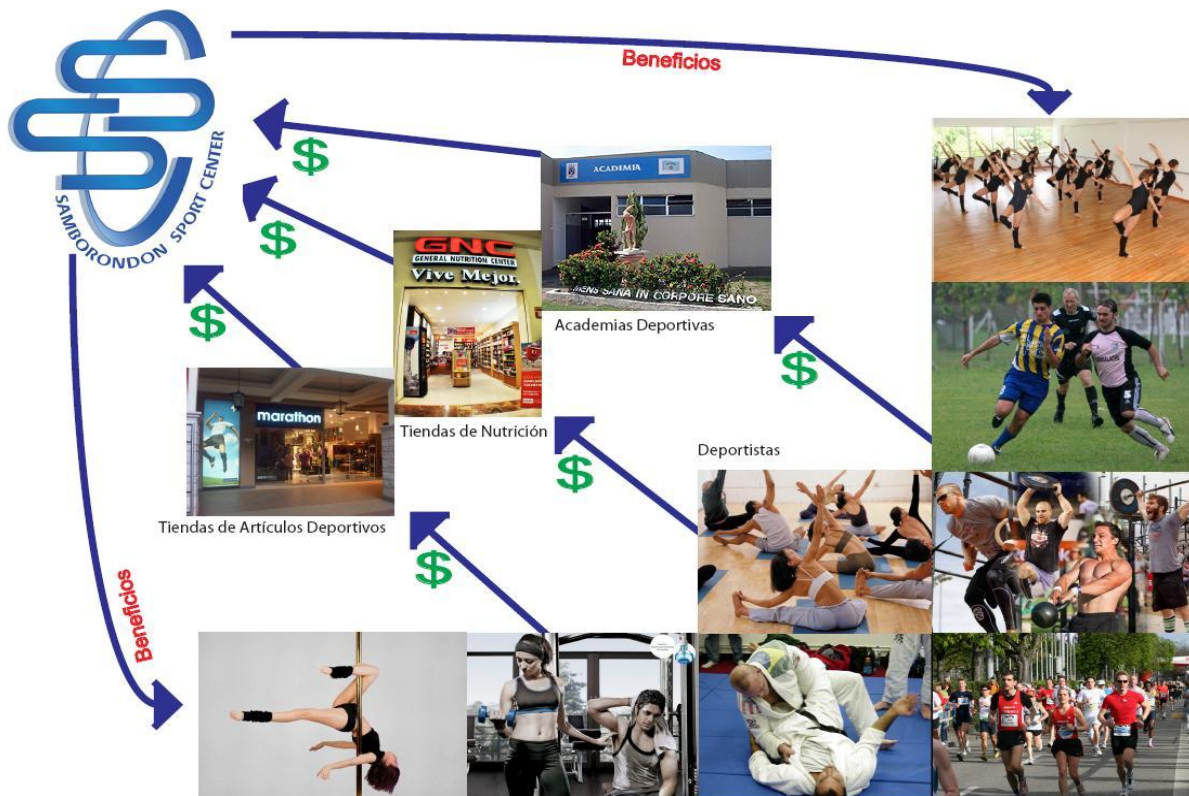 Beneficios
SAMBORONDON SPORT CENTER
$
ACADEMIA
$
GNC
GENERAL NUTRITION CENTER
Vive Mejor.
MENS SANA IN CORPORE SANO
Academias Deportivas
$
marathon
$
Tiendas de Nutrición
Deportistas
$
Tiendas de Artículos Deportivos
$
Beneficios